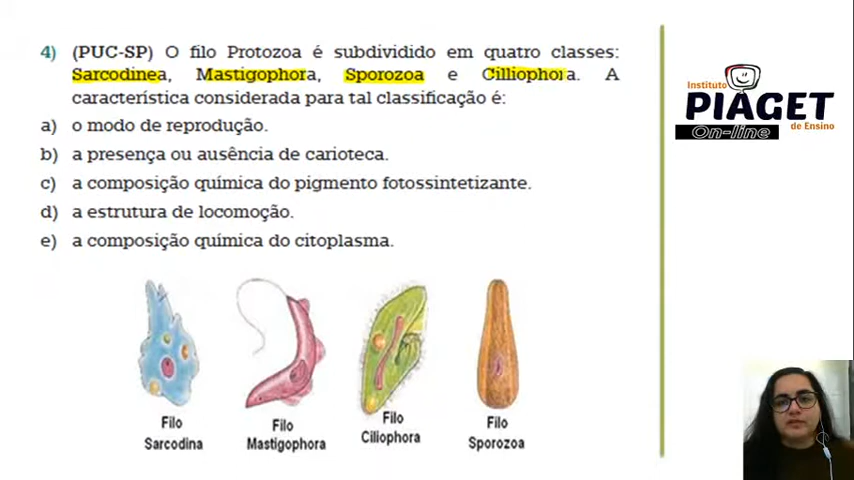 4) (PUC-SP) O filo Protozoa é subdividido em quatro classes:
Sarcodinea, Mastigophora, Sporozoa e Cilliophora. A
característica considerada para tal classificação é:
a) o modo de reprodução.
b) a presença ou ausência de carioteca.
c) a composição química do pigmento fotossintetizante.
d) a estrutura de locomoção.
e) a composição química do citoplasma.
Filo
Sarcodina
Filo
Mastigophora
Filo
Ciliophora
Filo
Sporozoa
Instituto
PIAGET
On-line
de Ensino